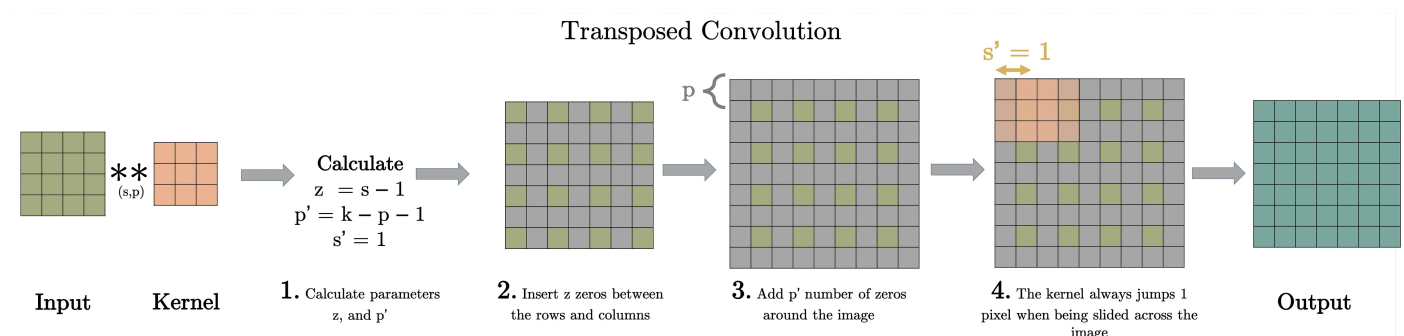 Transposed Convolution
s' = 1
p
**
(s,p)
Calculate
z = s − 1
p' = k − p − 1
s' = 1
Input
Kernel
1. Calculate parameters
z, and p'
2. Insert z zeros between
the rows and columns
3. Add p' number of zeros
around the image
4. The kernel always jumps 1
pixel when being slided across the
image
Output